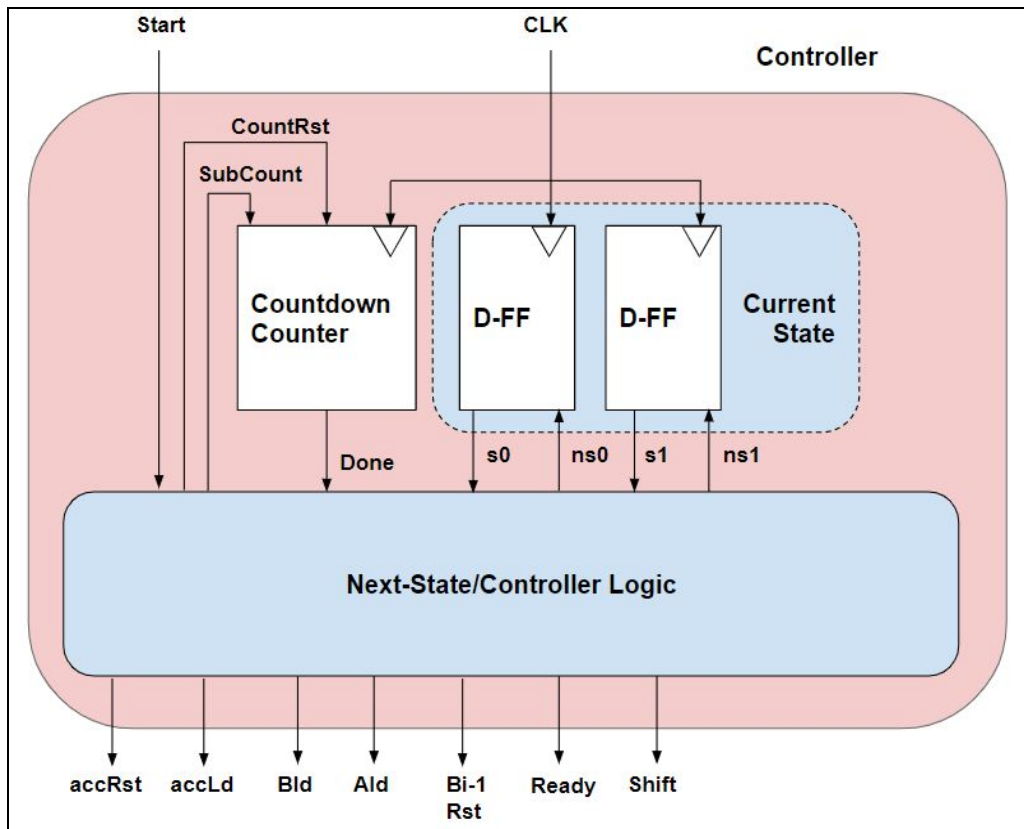 Start
CLK
Controller
CountRst
SubCount
Countdown
Counter
D-FF
D-FF
Current
State
Done
s0
ns0
s1
ns1
Next-State/Controller Logic
accRst
accLd
Bld
Ald
Bi-1
Rst
Ready
Shift